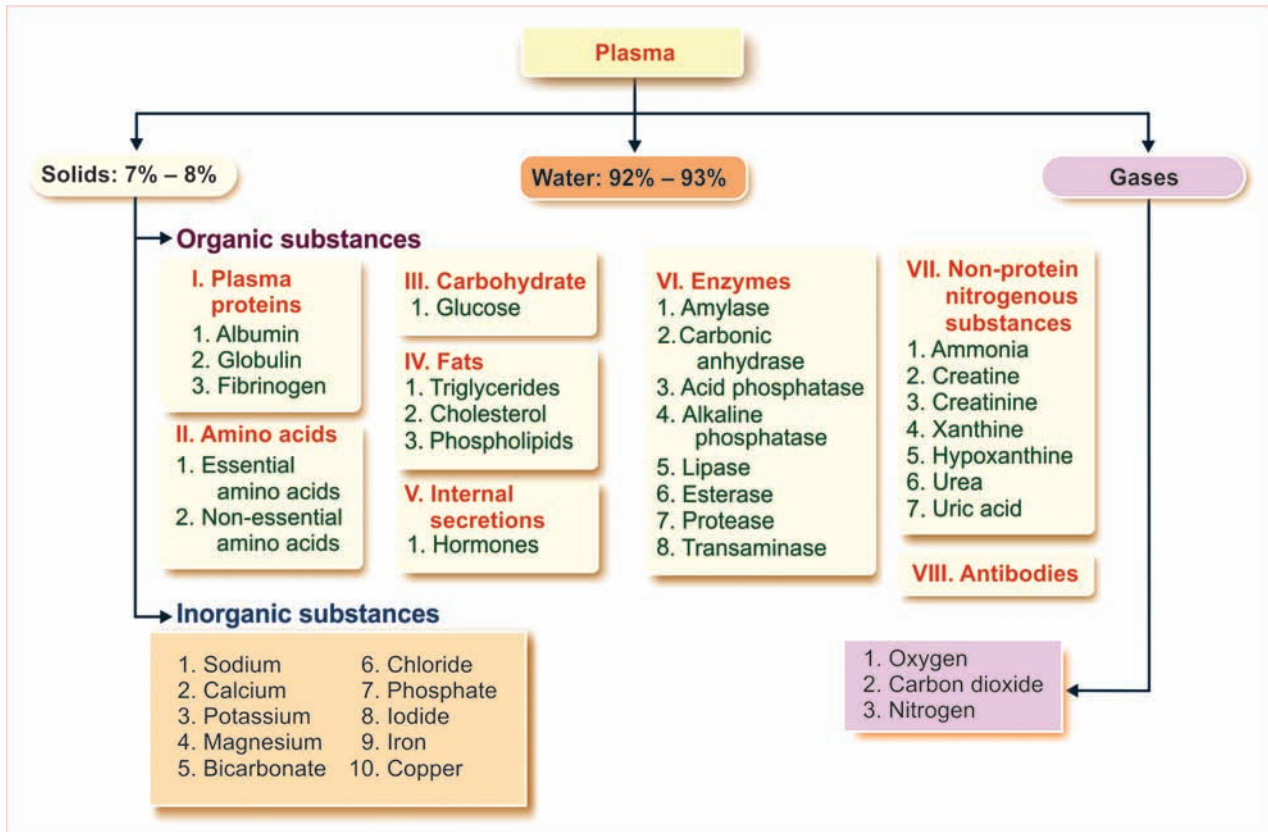 Plasma
Solids: 7% – 8%
Water: 92% – 93%
Gases
Organic substances
I. Plasma
proteins
1. Albumin
2. Globulin
3. Fibrinogen
II. Amino acids
1. Essential
amino acids
2. Non-essential
amino acids
III. Carbohydrate
1. Glucose
IV. Fats
1. Triglycerides
2. Cholesterol
3. Phospholipids
V. Internal
secretions
1. Hormones
VI. Enzymes
1. Amylase
2. Carbonic
anhydrase
3. Acid phosphatase
4. Alkaline
phosphatase
5. Lipase
6. Esterase
7. Protease
8. Transaminase
VII. Non-protein
nitrogenous
substances
1. Ammonia
2. Creatine
3. Creatinine
4. Xanthine
5. Hypoxanthine
6. Urea
7. Uric acid
VIII. Antibodies
Inorganic substances
1. Sodium
2. Calcium
3. Potassium
4. Magnesium
5. Bicarbonate
6. Chloride
7. Phosphate
8. Iodide
9. Iron
10. Copper
1. Oxygen
2. Carbon dioxide
3. Nitrogen